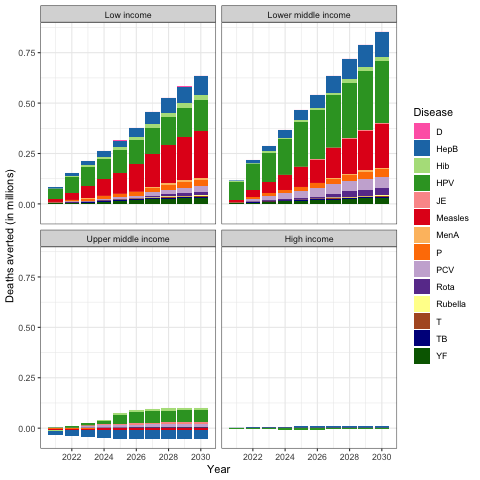 Low income
Lower middle income
0.75
0.50
0.25
0.00
Upper middle income
High income
0.75
0.50
0.25
0.00
2022 2024 2026 2028 2030
2022 2024 2026 2028 2030
Year
Deaths averted (in millions)
Disease
D
HepB
Hib
HPV
JE
Measles
MenA
P
PCV
Rota
Rubella
T
TB
YF